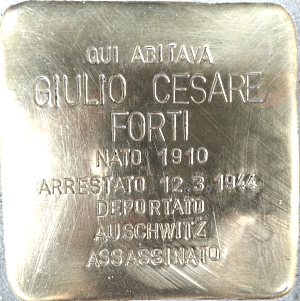 QUI ABITAVA
GIULIO CESARE
FORTI
NATO 1910
ARRESTATO 12.3.1944
DEPORTATO
AUSCHWITZ
ASSASSINATO